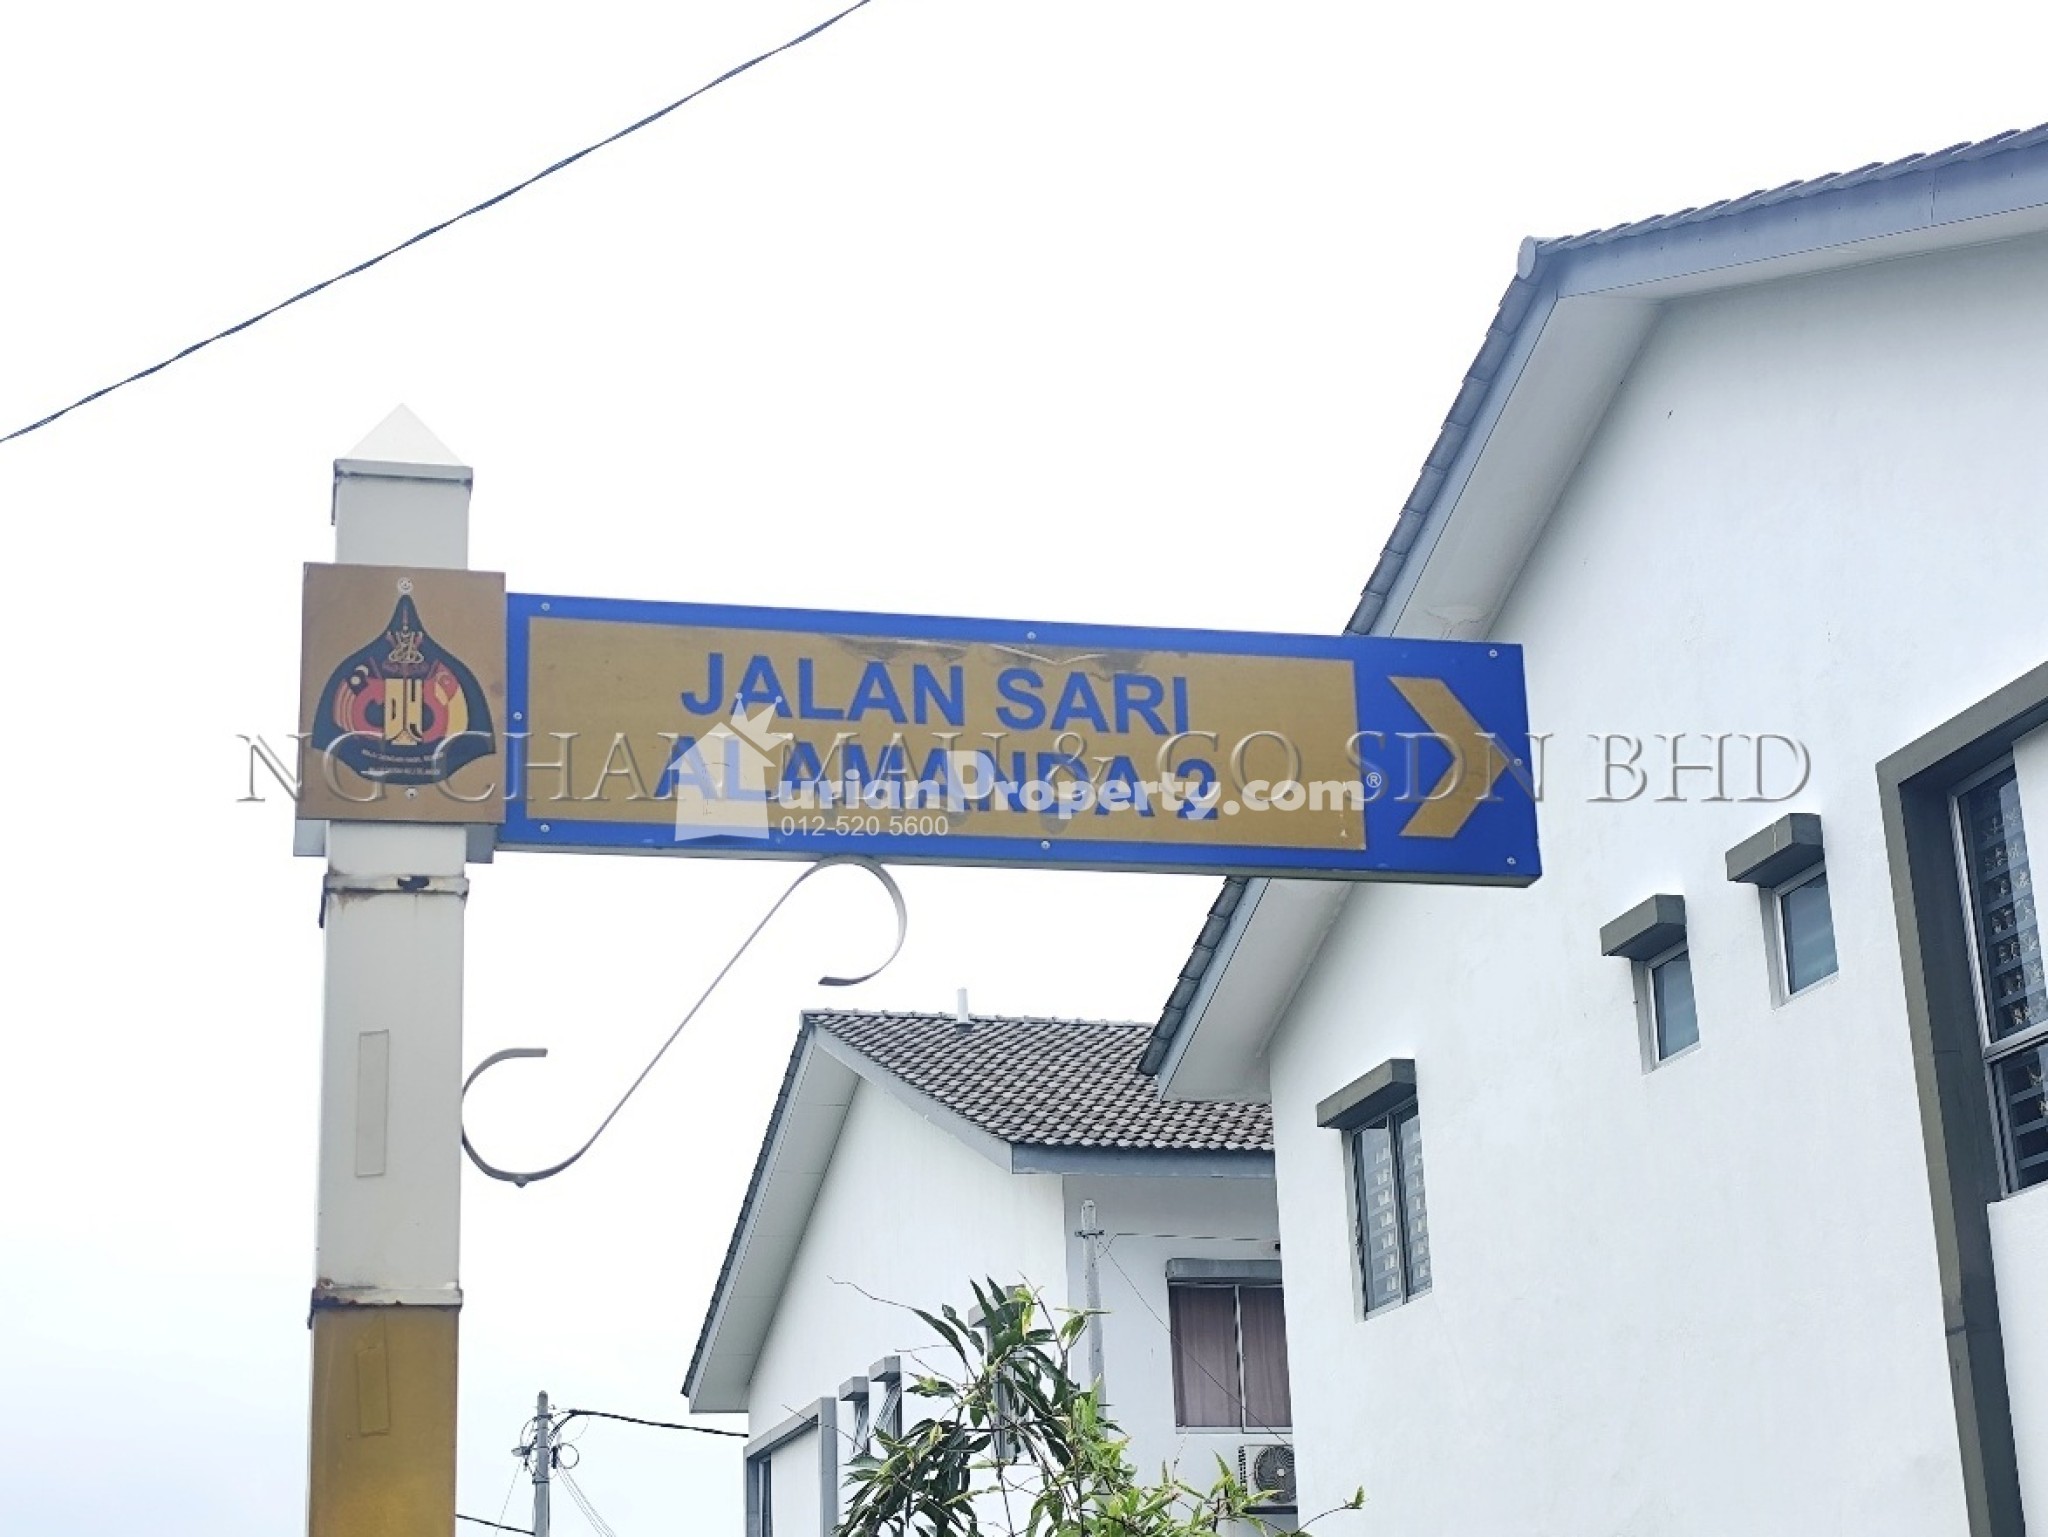 JALAN SARI
ALAMANDA 2
NG CHAN MAU & CO SDN BHD
DurianProperty.com®
012-520 5600